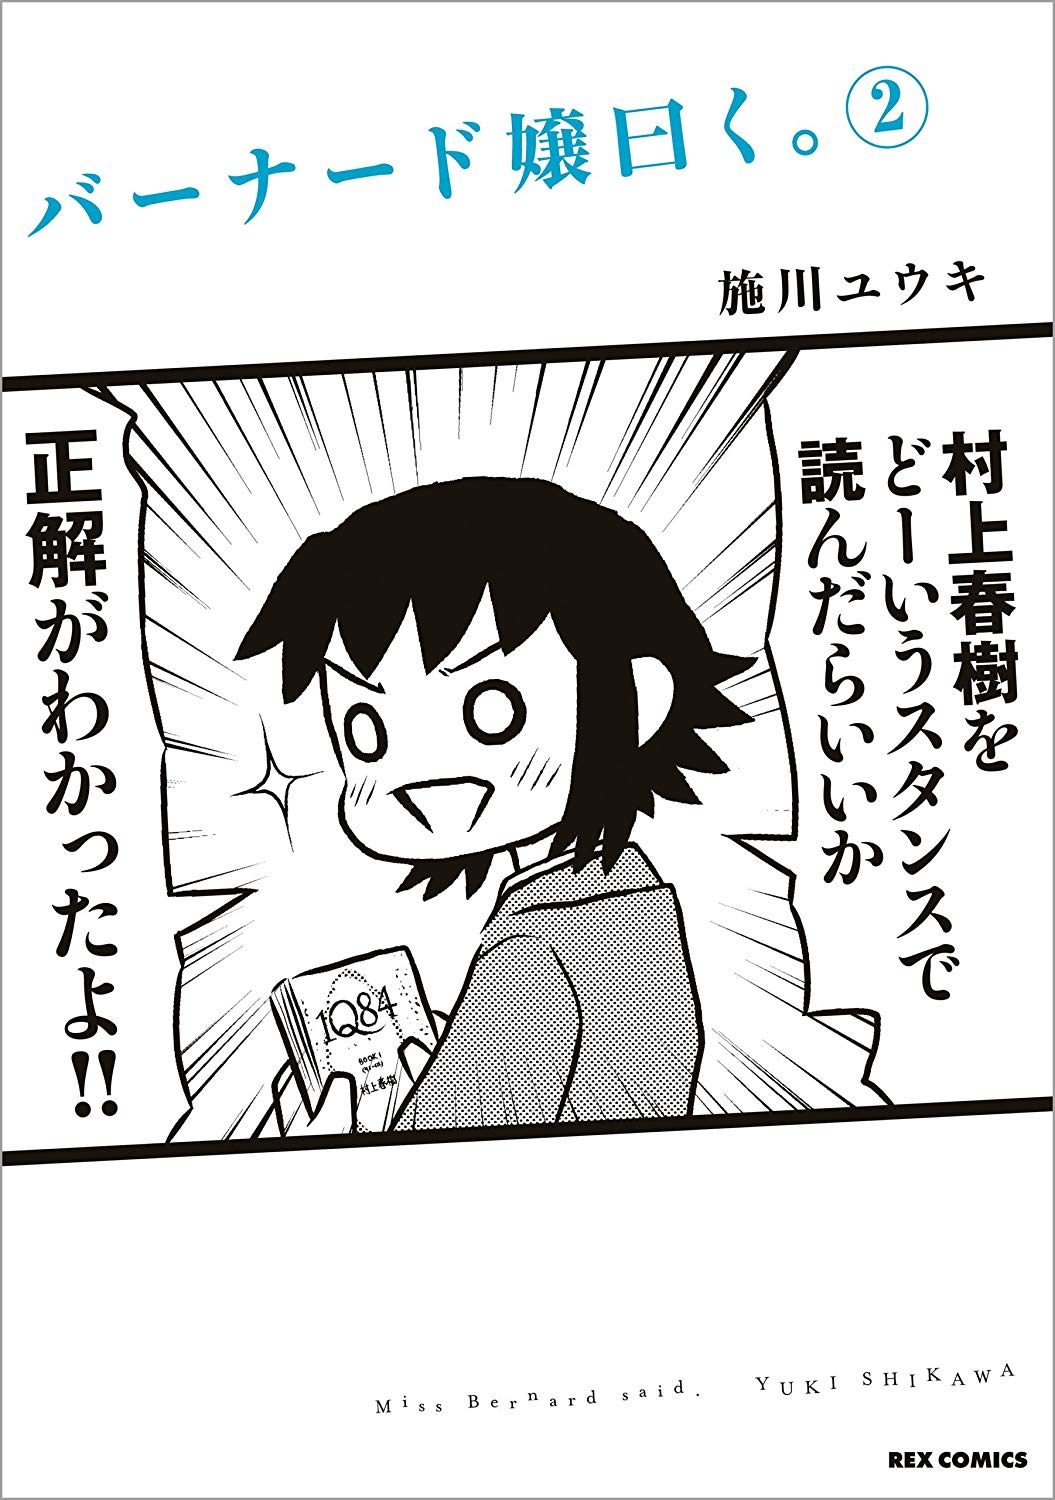 バーナード嬢曰く。②
施川ユウキ
村上春樹を
どーいうスタンスで
読んだらいいか
正解がわかったよ!!
1Q84
BOOK 1
村上春樹
Miss Bernard said. YUKI SHIKAWA
REX COMICS